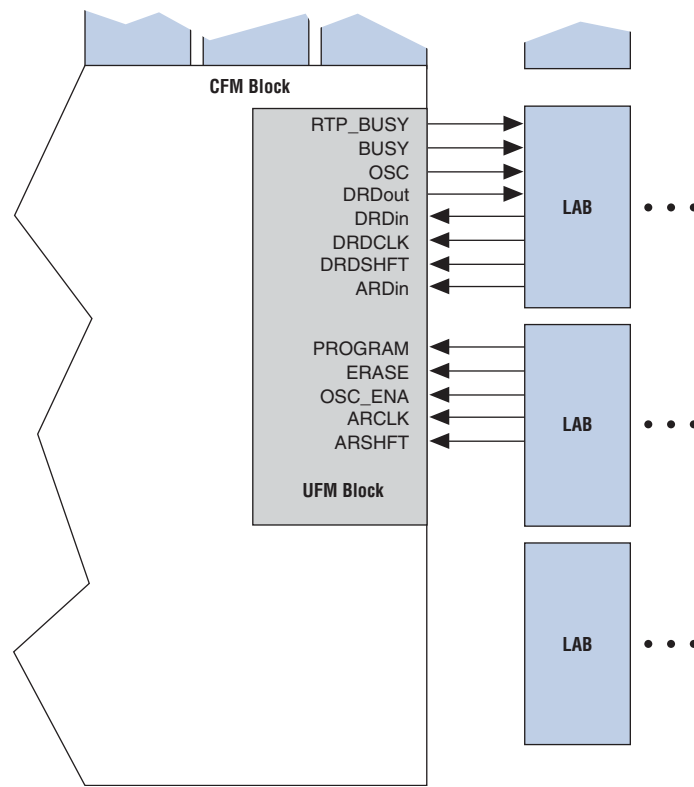 CFM Block
RTP_BUSY
BUSY
OSC
DRDout
DRDin
DRDCLK
DRDSHFT
ARDin
LAB
PROGRAM
ERASE
OSC_ENA
ARCLK
ARSHFT
LAB
UFM Block
LAB